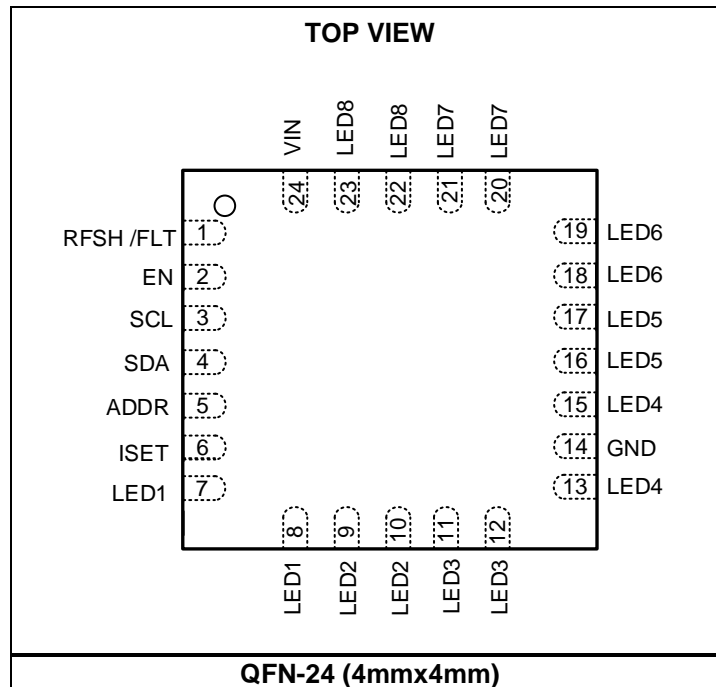 TOP VIEW
VIN
LED8
LED8
LED7
LED7
24
23
22
21
20
RFSH /FLT 1
EN 2
SCL 3
SDA 4
ADDR 5
ISET 6
LED1 7
19 LED6
18 LED6
17 LED5
16 LED5
15 LED4
14 GND
13 LED4
8
9
10
11
12
LED1
LED2
LED2
LED3
LED3
QFN-24 (4mmx4mm)